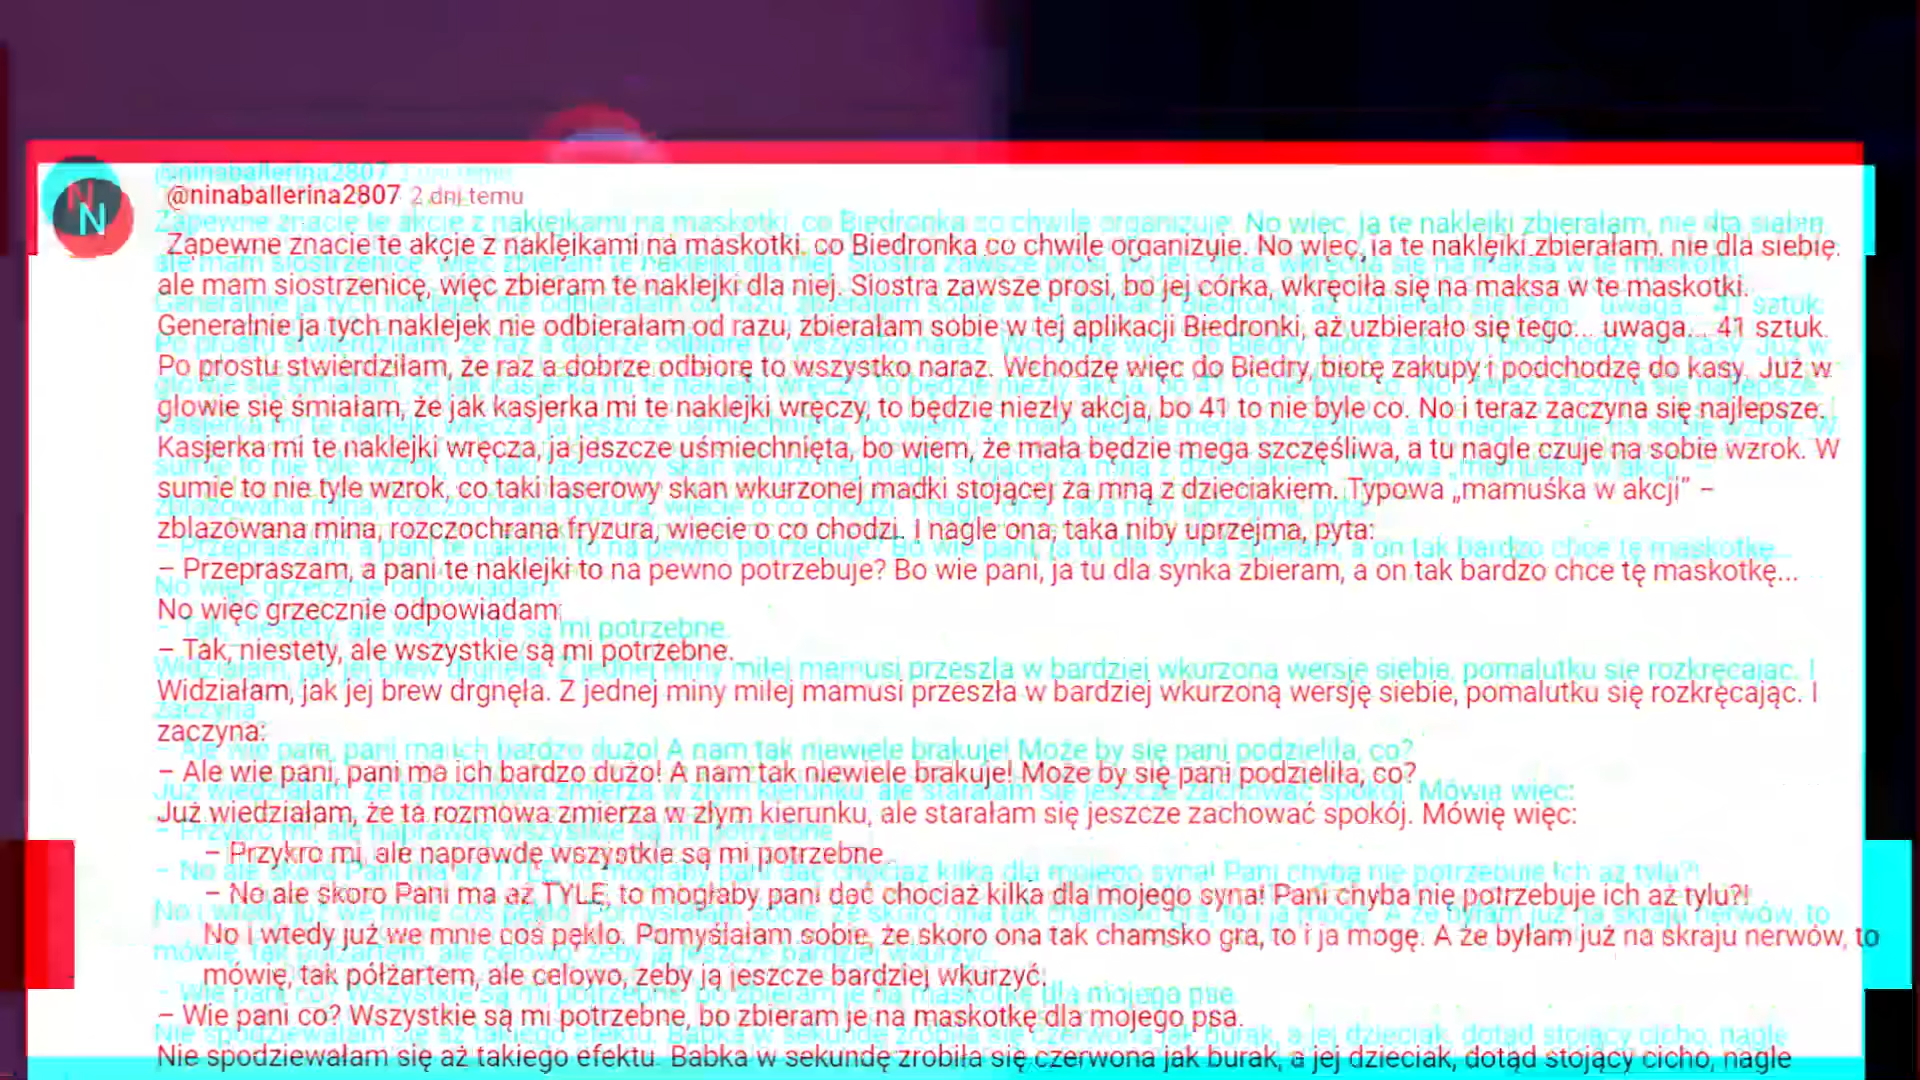 @ninaballerina2807 2 dni temu
Zapewne znacie te akcje z naklejkami na maskotki, co Biedronka co chwilę organizuje. No więc, ja te naklejki zbierałam, nie dla siebie,
ale mam siostrzenicę, więc zbieram te naklejki dla niej. Siostra zawsze prosi, bo jej córka, wkręciła się na maksa w te maskotki.
Generalnie ja tych naklejek nie odbierałam od razu, zbierałam sobie w tej aplikacji Biedronki, aż uzbierało się tego... uwaga... 41 sztuk.
Po prostu stwierdziłam, że raz a dobrze odbiorę to wszystko naraz. Wchodzę więc do Biedry, biorę zakupy i podchodzę do kasy. Już w
głowie się śmiałam, że jak kasjerka mi te naklejki wręczy, to będzie niezły akcja, bo 41 to nie byle co. No i teraz zaczyna się najlepsze.
Kasjerka mi te naklejki wręcza, ja jeszcze uśmiechnięta, bo wiem, że mała będzie mega szczęśliwa, a tu nagle czuję na sobie wzrok. W
sumie to nie tyle wzrok, co taki laserowy skan wkurzonej madki stojącej za mną z dzieciakiem. Typowa „mamuśka w akcji” –
zblazowana mina, rozczochrana fryzura, wiecie o co chodzi. I nagle ona, taka niby uprzejma, pyta:
– Przepraszam, a pani te naklejki to na pewno potrzebuje? Bo wie pani, ja tu dla synka zbieram, a on tak bardzo chce tę maskotkę...
No więc grzecznie odpowiadam:
– Tak, niestety, ale wszystkie są mi potrzebne.
Widziałam, jak jej brew drgnęła. Z jednej miny miłej mamusi przeszła w bardziej wkurzoną wersję siebie, pomalutku się rozkręcając. I
zaczyna:
– Ale wie pani, pani ma ich bardzo dużo! A nam tak niewiele brakuje! Może by się pani podzieliła, co?
Już wiedziałam, że ta rozmowa zmierza w złym kierunku, ale starałam się jeszcze zachować spokój. Mówię więc:
– Przykro mi, ale naprawdę wszystkie są mi potrzebne.
– No ale skoro Pani ma aż TYLE, to mogłaby pani dać chociaż kilka dla mojego syna! Pani chyba nie potrzebuje ich aż tylu?!
No i wtedy już we mnie coś pękło. Pomyślałam sobie, że skoro ona tak chamsko gra, to i ja mogę. A że byłam już na skraju nerwów, to
mówię, tak półżartem, ale celowo, żeby ją jeszcze bardziej wkurzyć:
– Wie pani co? Wszystkie są mi potrzebne, bo zbieram je na maskotkę dla mojego psa.
Nie spodziewałam się aż takiego efektu. Babka w sekundę zrobiła się czerwona jak burak, a jej dzieciak, dotąd stojący cicho, nagle